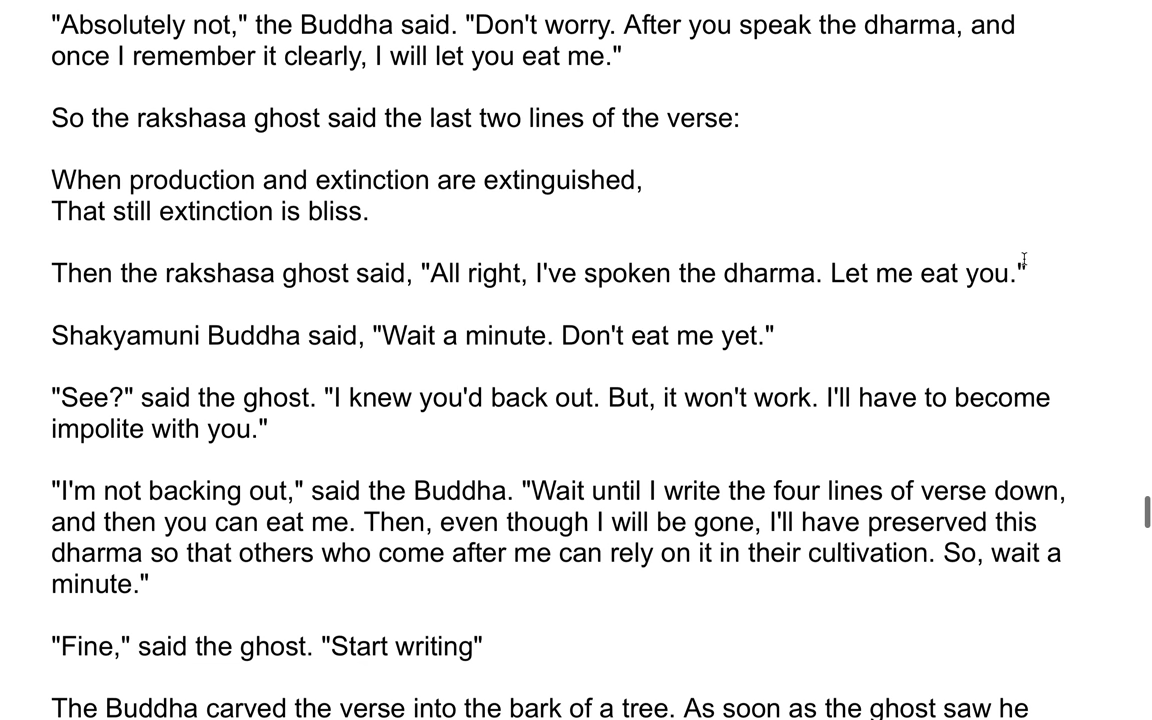 "Absolutely not," the Buddha said. "Don't worry. After you speak the dharma, and
once I remember it clearly, I will let you eat me."
So the rakshasa ghost said the last two lines of the verse:
When production and extinction are extinguished,
That still extinction is bliss.
Then the rakshasa ghost said, "All right, I've spoken the dharma. Let me eat you."
Shakyamuni Buddha said, "Wait a minute. Don't eat me yet."
"See?" said the ghost. "I knew you'd back out. But, it won't work. I'll have to become
impolite with you."
"I'm not backing out," said the Buddha. "Wait until I write the four lines of verse down,
and then you can eat me. Then, even though I will be gone, I'll have preserved this
dharma so that others who come after me can rely on it in their cultivation. So, wait a
minute."
"Fine," said the ghost. "Start writing"
The Buddha carved the verse into the bark of a tree. As soon as the ghost saw he